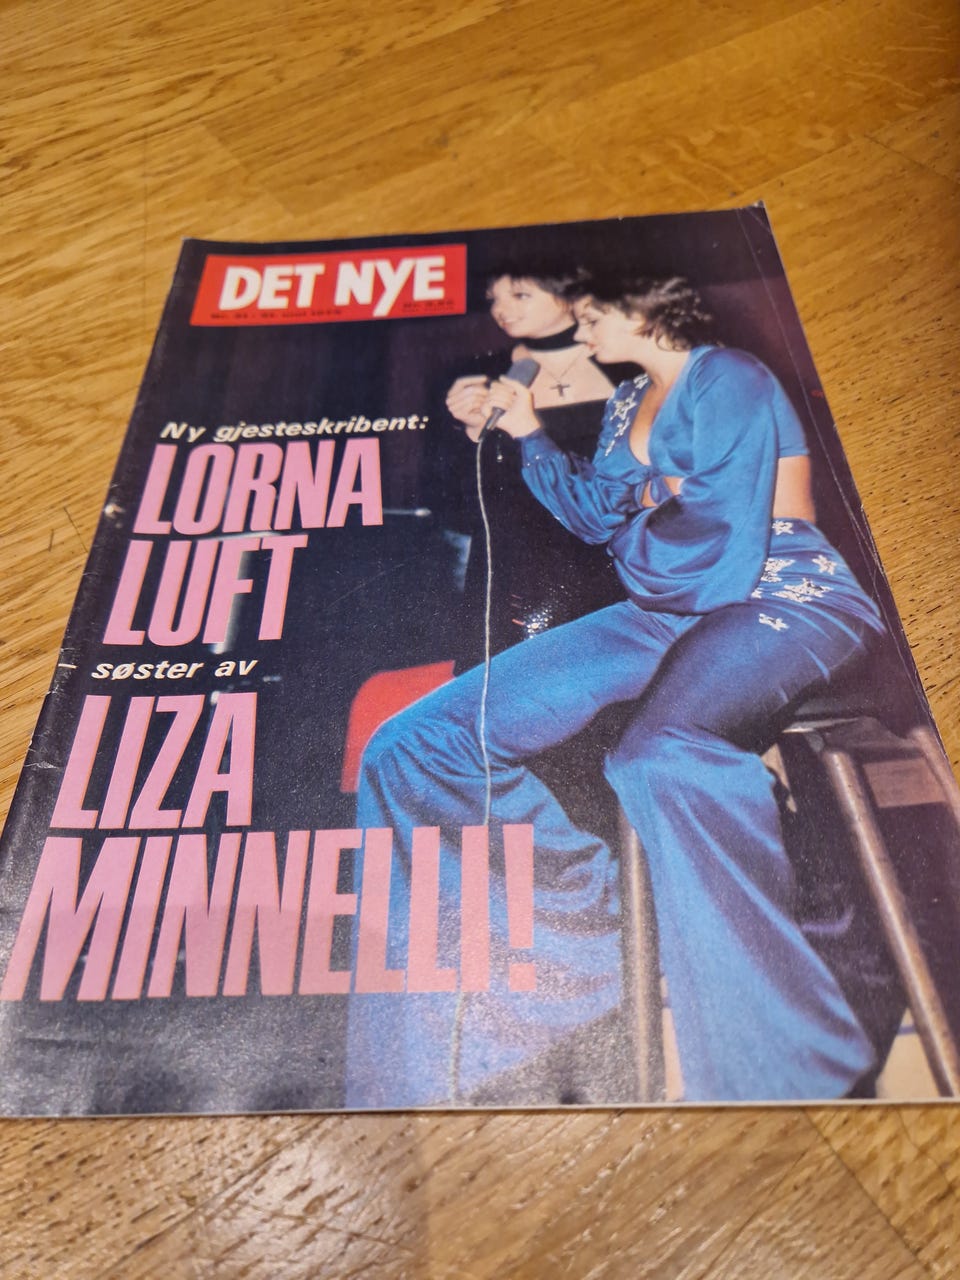 DET NYE
Ny gjesteskribent:
LORNA
LUFT
søster av
LIZA
MINNELLI!